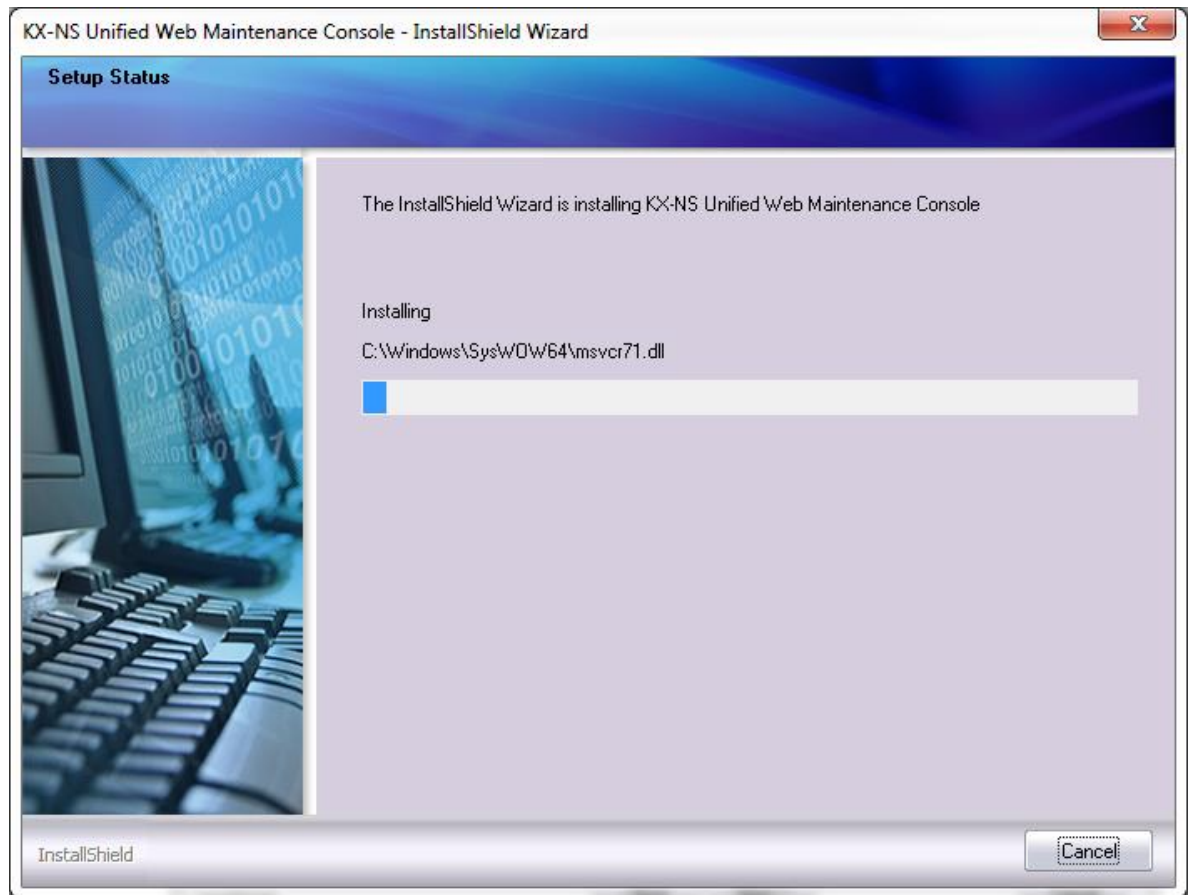 KX-NS Unified Web Maintenance Console - InstallShield Wizard
Setup Status
The InstallShield Wizard is installing KX-NS Unified Web Maintenance Console
Installing
C:\Windows\SysWOW64\msvcr71.dll
InstallShield
Cancel